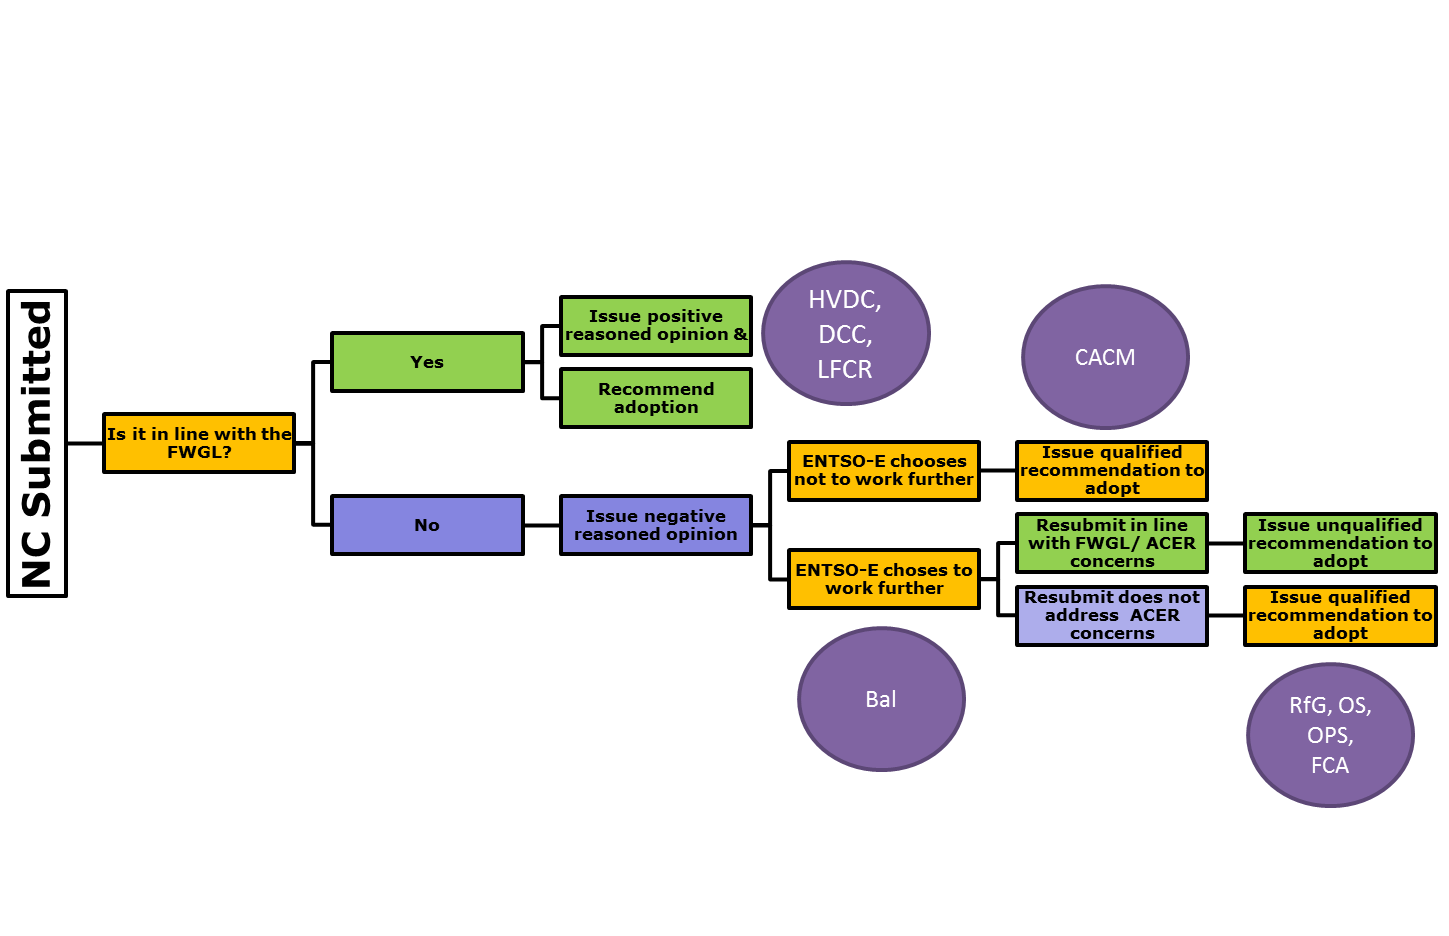 NC Submitted
Is it in line with the
FWGL?
Yes
Issue positive
reasoned opinion &
Recommend
adoption
HVDC,
DCC,
LFCR
CACM
No
Issue negative
reasoned opinion
ENTSO-E chooses
not to work further
Issue qualified
recommendation to
adopt
ENTSO-E choses to
work further
Resubmit in line
with FWGL/ ACER
concerns
Issue unqualified
recommendation to
adopt
Resubmit does not
address  ACER
concerns
Issue qualified
recommendation to
adopt
Bal
RfG, OS,
OPS,
FCA